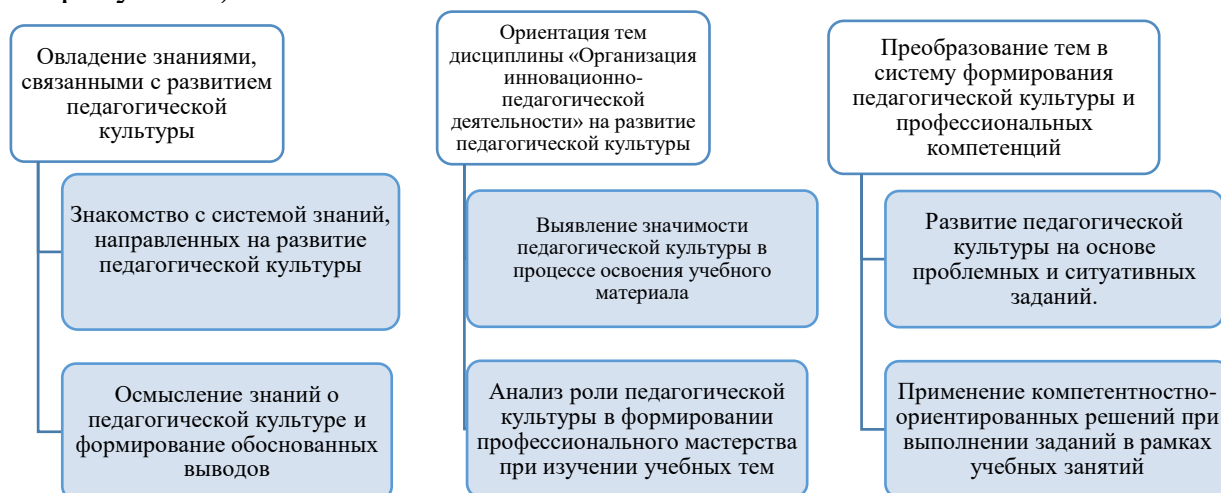 Овладение знаниями,
связанными с развитием
педагогической
культуры
Знакомство с системой знаний,
направленных на развитие
педагогической культуры
Осмысление знаний о
педагогической культуре и
формирование обоснованных
выводов
Ориентация тем
дисциплины «Организация
инновационно-
педагогической
деятельности» на развитие
педагогической культуры
Выявление значимости
педагогической культуры в
процессе освоения учебного
материала
Анализ роли педагогической
культуры в формировании
профессионального мастерства
при изучении учебных тем
Преобразование тем в
систему формирования
педагогической культуры и
профессиональных
компетенций
Развитие педагогической
культуры на основе
проблемных и ситуативных
заданий.
Применение компетентностно-
ориентированных решений при
выполнении заданий в рамках
учебных занятий